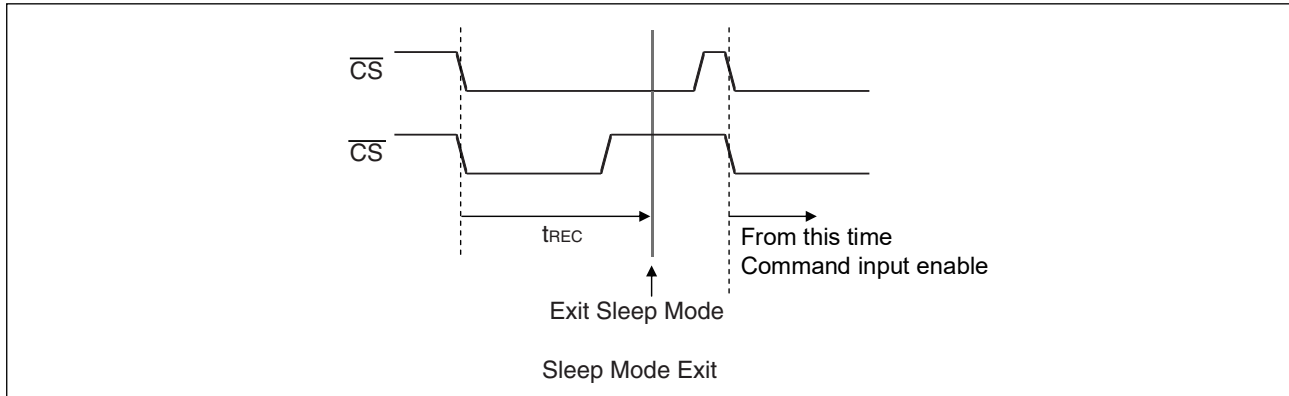 CS
CS
tREC
From this time
Command input enable
Exit Sleep Mode
Sleep Mode Exit